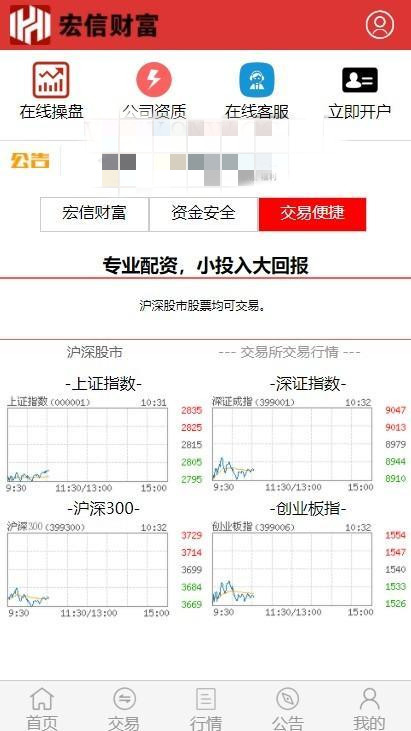 宏信财富
在线操盘 公司资质 在线客服 立即开户
公告
宏信财富 资金安全 交易便捷
专业配资，小投入大回报
沪深股市股票均可交易。
沪深股市 --- 交易所交易行情 ---
-上证指数- -深证指数-
上证指数(000001) 10:31 深证成指(399001) 10:32
2835 9047
2825 9013
2815 8979
2805 8944
2795 8910
9:30 11:30/13:00 15:00 9:30 11:30/13:00 15:00
-沪深300- -创业板指-
沪深300(399300) 10:32 创业板指(399006) 10:32
3729 1554
3714 1547
3699 1540
3684 1533
3669 1526
9:30 11:30/13:00 15:00 9:30 11:30/13:00 15:00
首页 交易 行情 公告 我的